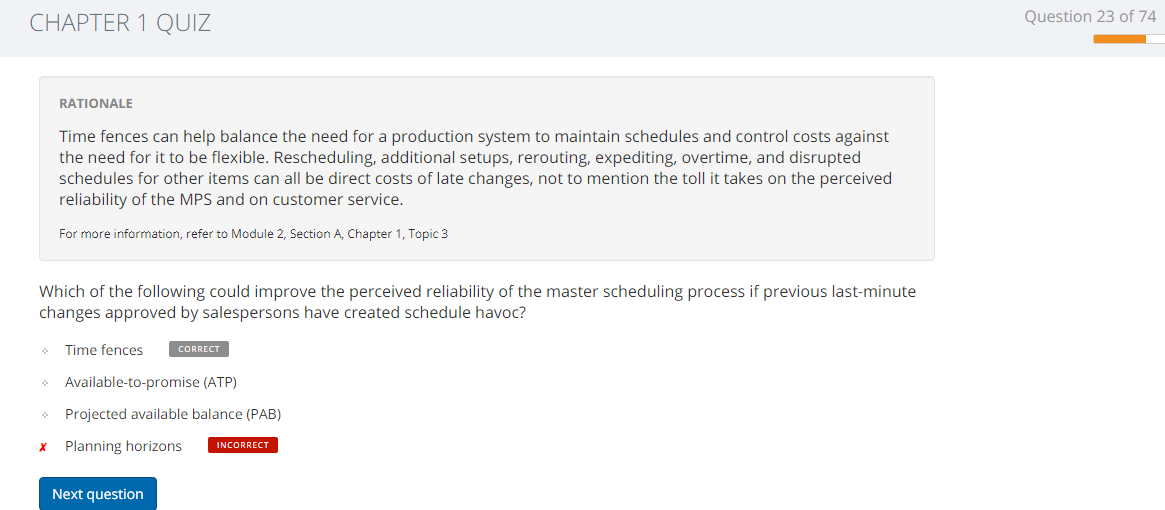 CHAPTER 1 QUIZ
Question 23 of 74
RATIONALE
Time fences can help balance the need for a production system to maintain schedules and control costs against
the need for it to be flexible. Rescheduling, additional setups, rerouting, expediting, overtime, and disrupted
schedules for other items can all be direct costs of late changes, not to mention the toll it takes on the perceived
reliability of the MPS and on customer service.
For more information, refer to Module 2, Section A, Chapter 1, Topic 3
Which of the following could improve the perceived reliability of the master scheduling process if previous last-minute
changes approved by salespersons have created schedule havoc?
Time fences CORRECT
Available-to-promise (ATP)
Projected available balance (PAB)
✗ Planning horizons INCORRECT
Next question